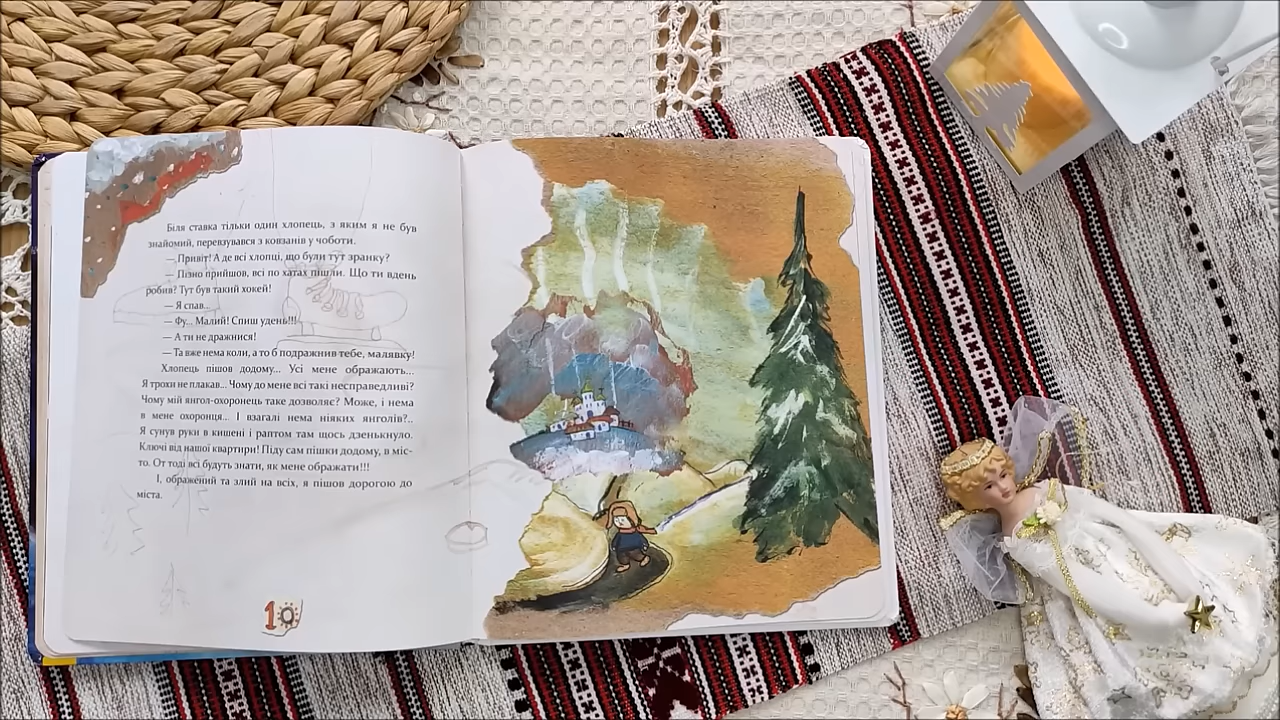 Біля ставка тільки один хлопець, з яким я не був
знайомий, перевзувався з ковзанів у чоботи.
— Привіт! А де всі хлопці, що були тут зранку?
— Пізно прийшов, всі по хатах пішли. Що ти вдень
робив? Тут був такий хокей!
— Я спав...
— Фу... Малий! Спиш удень!!!
— А ти не дражнися!
— Та вже нема коли, а то б подражнив тебе, малявку!
Хлопець пішов додому... Усі мене ображають...
Я трохи не плакав... Чому до мене всі такі несправедливі?
Чому мій янгол-охоронець таке дозволяє? Може, і нема
в мене охоронця... І взагалі нема ніяких янголів?..
Я сунув руки в кишені і раптом там щось дзенькнуло.
Ключі від нашої квартири! Піду сам пішки додому, в міс-
то. От тоді всі будуть знати, як мене ображати!!!
І, ображений та злий на всіх, я пішов дорогою до
міста.
10